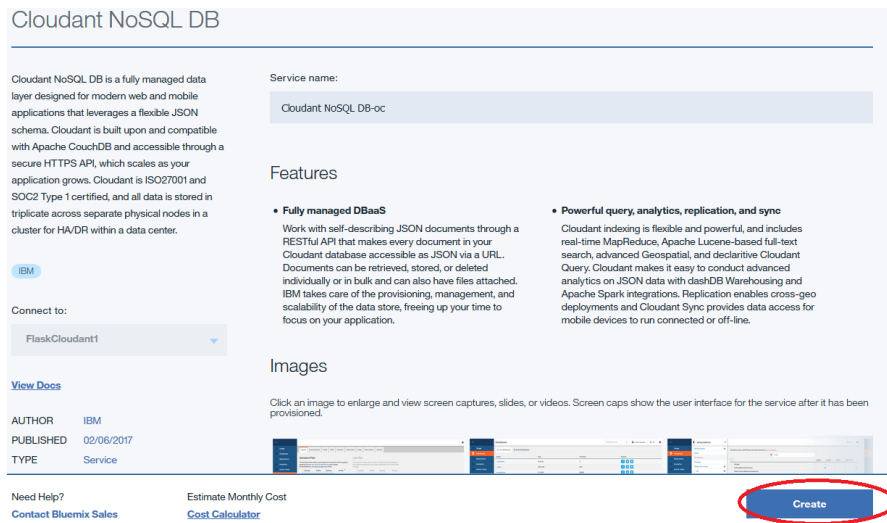 Cloudant NoSQL DB
Cloudant NoSQL DB is a fully managed data
layer designed for modern web and mobile
applications that leverages a flexible JSON
schema. Cloudant is built upon and compatible
with Apache CouchDB and accessible through a
secure HTTPS API, which scales as your
application grows. Cloudant is ISO27001 and
SOC2 Type 1 certified, and all data is stored in
triplicate across separate physical nodes in a
cluster for HA/DR within a data center.
IBM
Connect to:
FlaskCloudant1
View Docs
AUTHOR IBM
PUBLISHED 02/06/2017
TYPE Service
Service name:
Cloudant NoSQL DB-oc
Features
• Fully managed DBaaS
Work with self-describing JSON documents through a
RESTful API that makes every document in your
Cloudant database accessible as JSON via a URL.
Documents can be retrieved, stored, or deleted
individually or in bulk and can also have files attached.
IBM takes care of the provisioning, management, and
scalability of the data store, freeing up your time to
focus on your application.
• Powerful query, analytics, replication, and sync
Cloudant indexing is flexible and powerful, and includes
real-time MapReduce, Apache Lucene-based full-text
search, advanced Geospatial, and declaritive Cloudant
Query. Cloudant makes it easy to conduct advanced
analytics on JSON data with dashDB Warehousing and
Apache Spark integrations. Replication enables cross-geo
deployments and Cloudant Sync provides data access for
mobile devices to run connected or off-line.
Images
Click an image to enlarge and view screen captures, slides, or videos. Screen caps show the user interface for the service after it has been
provisioned.
Need Help?
Contact Bluemix Sales
Estimate Monthly Cost
Cost Calculator
Create